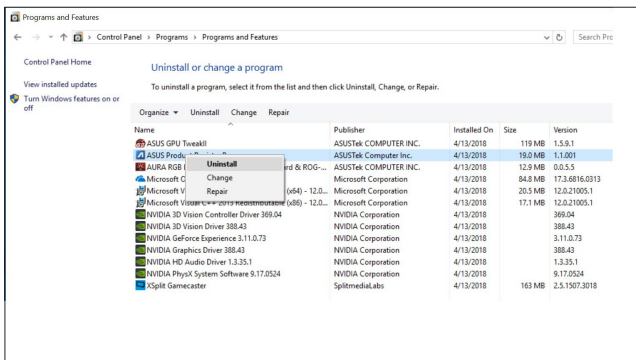 Programs and Features
Control Panel > Programs > Programs and Features
Search Pro
Control Panel Home
View installed updates
Turn Windows features on or
off
Uninstall or change a program
To uninstall a program, select it from the list and then click Uninstall, Change, or Repair.
Organize Uninstall Change Repair
Name Publisher Installed On Size Version
ASUS GPU TweakII ASUSTek COMPUTER INC. 4/13/2018 119 MB 1.5.9.1
ASUS Product Register P ASUSTek Computer Inc. 4/13/2018 19.0 MB 1.1.001
AURA RGB rd & ROG-... ASUSTek COMPUTER INC. 4/13/2018 12.9 MB 0.0.5.5
Microsoft O Microsoft Corporation 4/13/2018 84.8 MB 17.3.6816.0313
Microsoft V (x64) - 12.0... Microsoft Corporation 4/13/2018 20.5 MB 12.0.21005.1
Microsoft Visual C++ 2013 Redistributable (x86) - 12.0... Microsoft Corporation 4/13/2018 17.1 MB 12.0.21005.1
Uninstall
Change
Repair
NVIDIA 3D Vision Controller Driver 369.04 NVIDIA Corporation 4/13/2018 369.04
NVIDIA 3D Vision Driver 388.43 NVIDIA Corporation 4/13/2018 388.43
NVIDIA GeForce Experience 3.11.0.73 NVIDIA Corporation 4/13/2018 3.11.0.73
NVIDIA Graphics Driver 388.43 NVIDIA Corporation 4/13/2018 388.43
NVIDIA HD Audio Driver 1.3.35.1 NVIDIA Corporation 4/13/2018 1.3.35.1
NVIDIA PhysX System Software 9.17.0524 NVIDIA Corporation 4/13/2018 9.17.0524
XSplit Gamecaster SplitmediaLabs 4/13/2018 163 MB 2.5.1507.3018